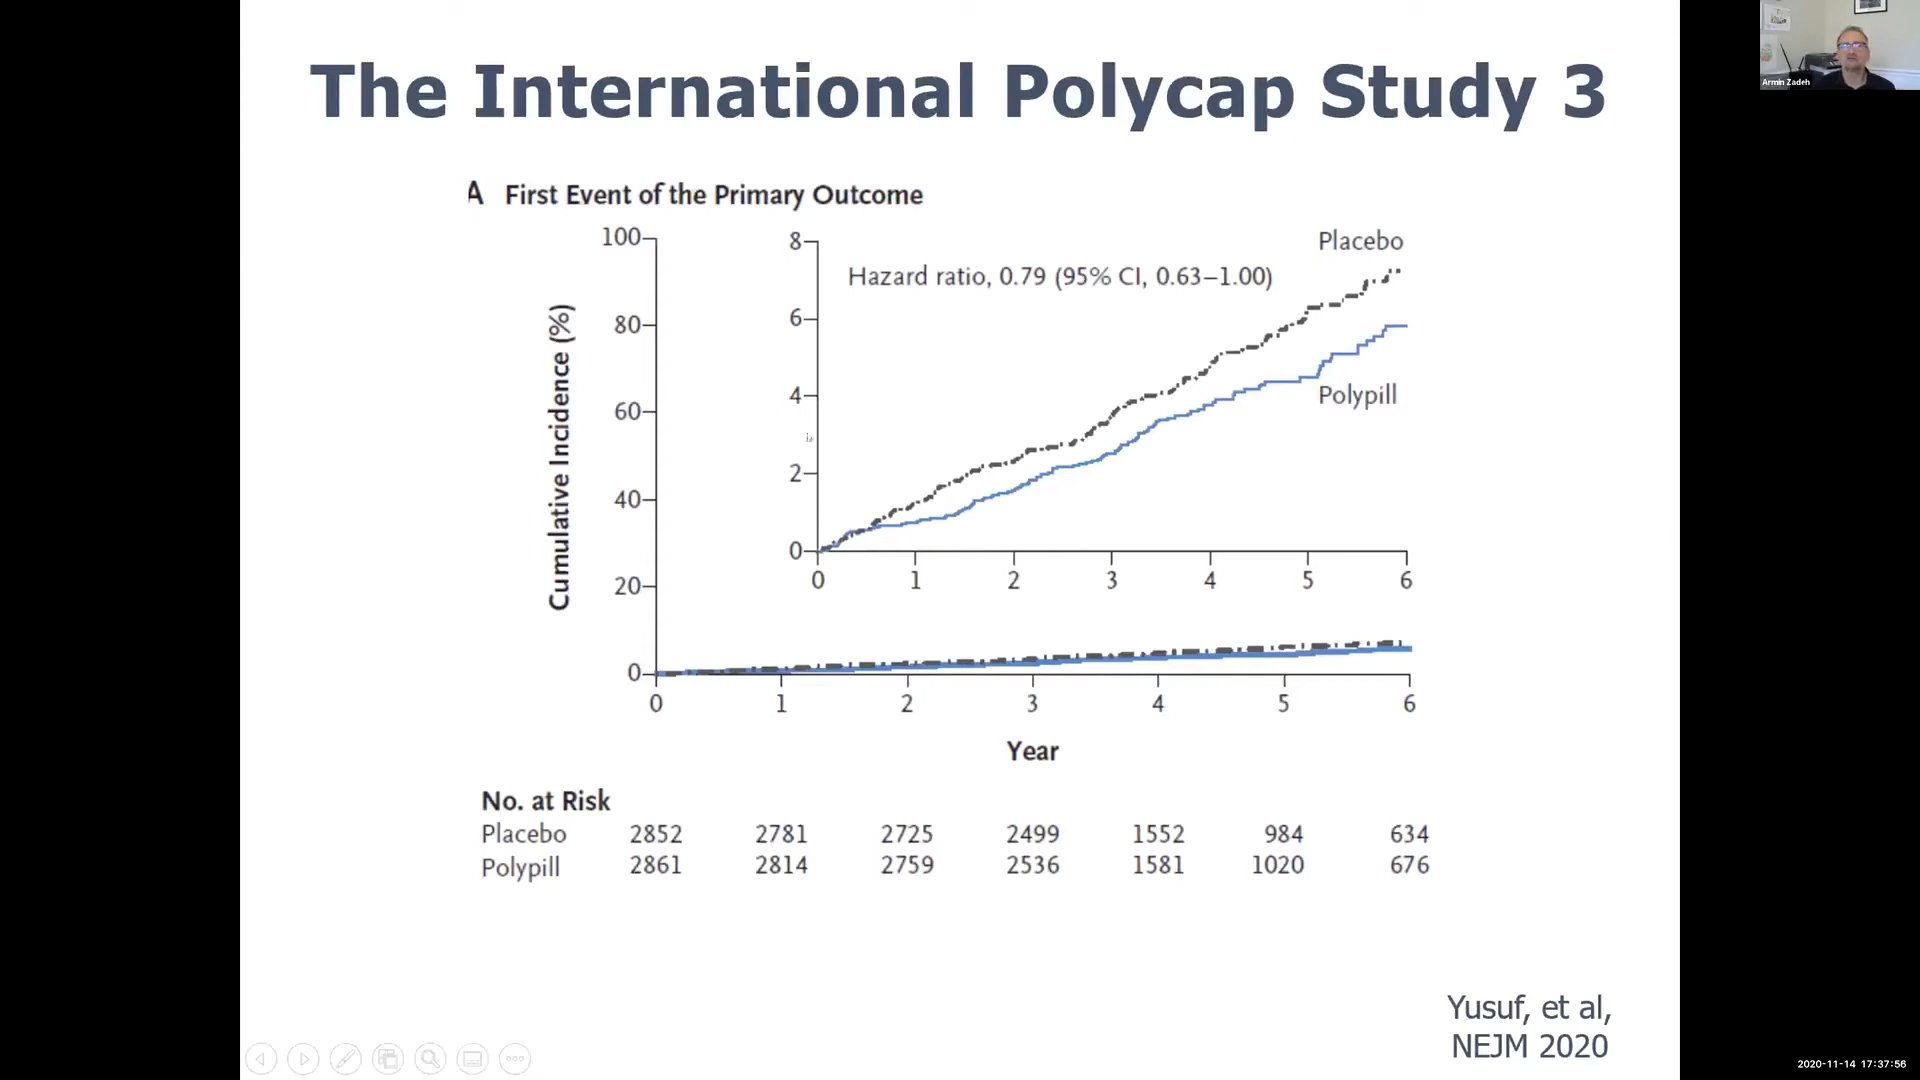 The International Polycap Study 3
Armin Zadeh
A First Event of the Primary Outcome
Cumulative Incidence (%)
100
80
60
40
20
0
8
6
4
2
0
Hazard ratio, 0.79 (95% CI, 0.63–1.00)
Placebo
Polypill
0 1 2 3 4 5 6
0 1 2 3 4 5 6
Year
No. at Risk
Placebo 2852 2781 2725 2499 1552 984 634
Polypill 2861 2814 2759 2536 1581 1020 676
Yusuf, et al,
NEJM 2020
2020-11-14 17:37:56